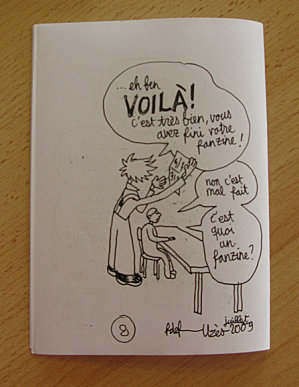 ...eh ben
VOILÀ!
c'est très bien, vous
avez fini votre
fanzine!
non c'est
mal fait
c'est
quoi
un
fanzine?
8
Uzès juillet 2009